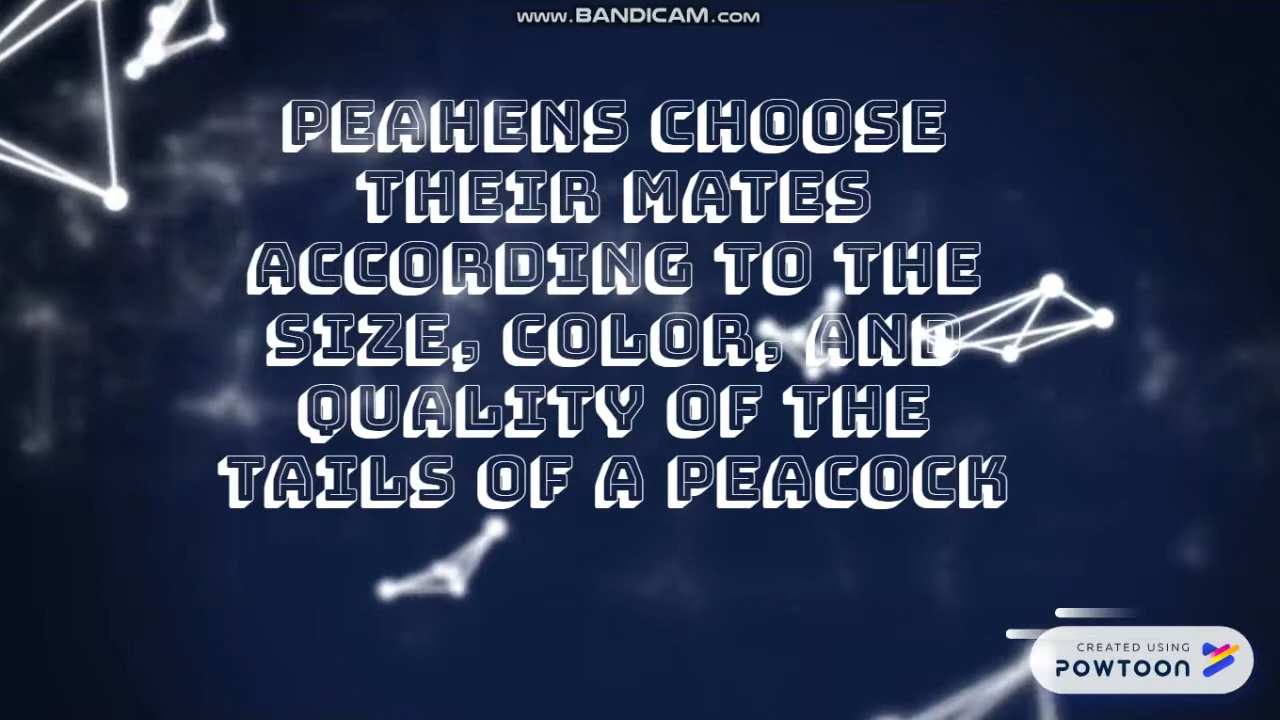 www.BANDICAM.com
PEAHENS CHOOSE
THEIR MATES
ACCORDING TO THE
SIZE, COLOR, AND
QUALITY OF THE
TAILS OF A PEACOCK
CREATED USING
POWTOON